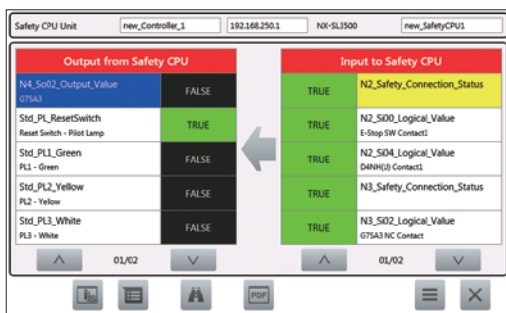 Safety CPU Unit new_Controller_1 192.168.250.1 NX-SL3500 new_SafetyCPU1
Output from Safety CPU
N4_So02_Output_Value FALSE
G7SA3
Std_PL_ResetSwitch TRUE
Reset Switch - Pilot Lamp
Std_PL1_Green FALSE
PL1 - Green
Std_PL2_Yellow FALSE
PL2 - Yellow
Std_PL3_White FALSE
PL3 - White
01/02
Input to Safety CPU
TRUE N2_Safety_Connection_Status
TRUE N2_Si00_Logical_Value
E-Stop SW Contact1
TRUE N2_Si04_Logical_Value
D4NH(J) Contact1
TRUE N3_Safety_Connection_Status
TRUE N3_Si02_Logical_Value
G7SA3 NC Contact
01/02
PDF